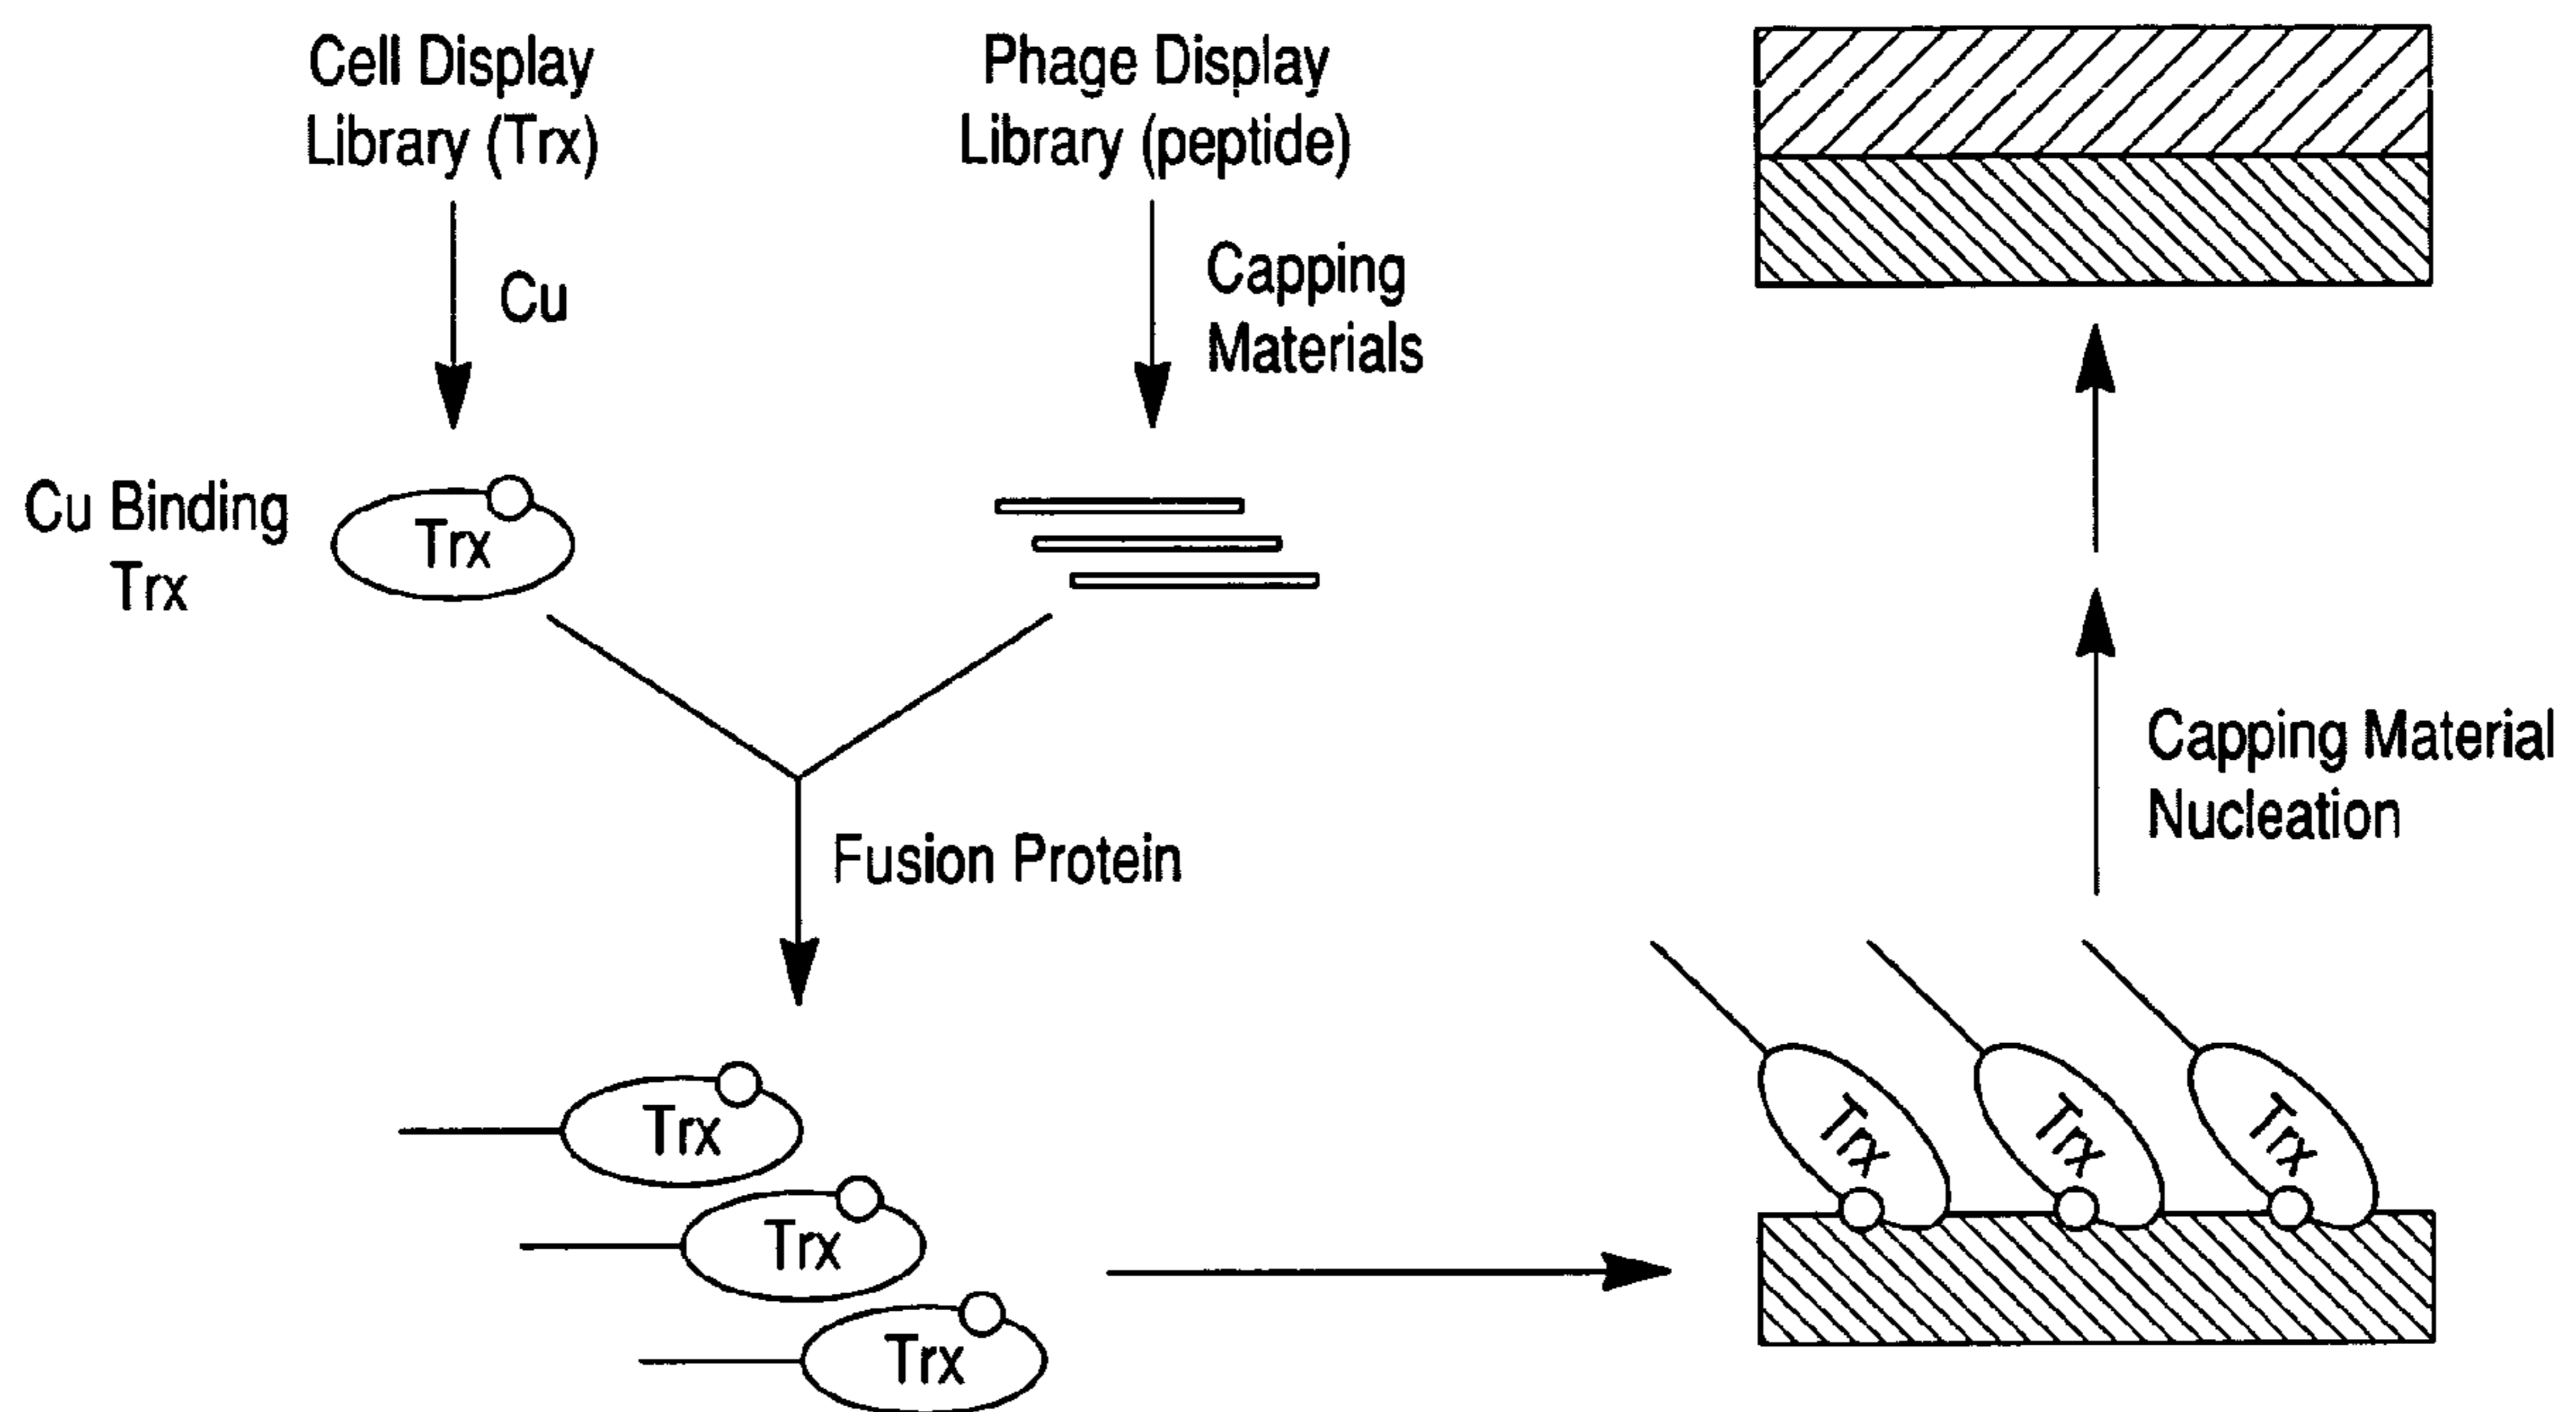 Cell Display
Library (Trx)
Phage Display
Library (peptide)
Cu
Capping
Materials
Cu Binding
Trx
Trx
Fusion Protein
Capping Material
Nucleation
Trx
Trx
Trx
Trx
Trx
Trx